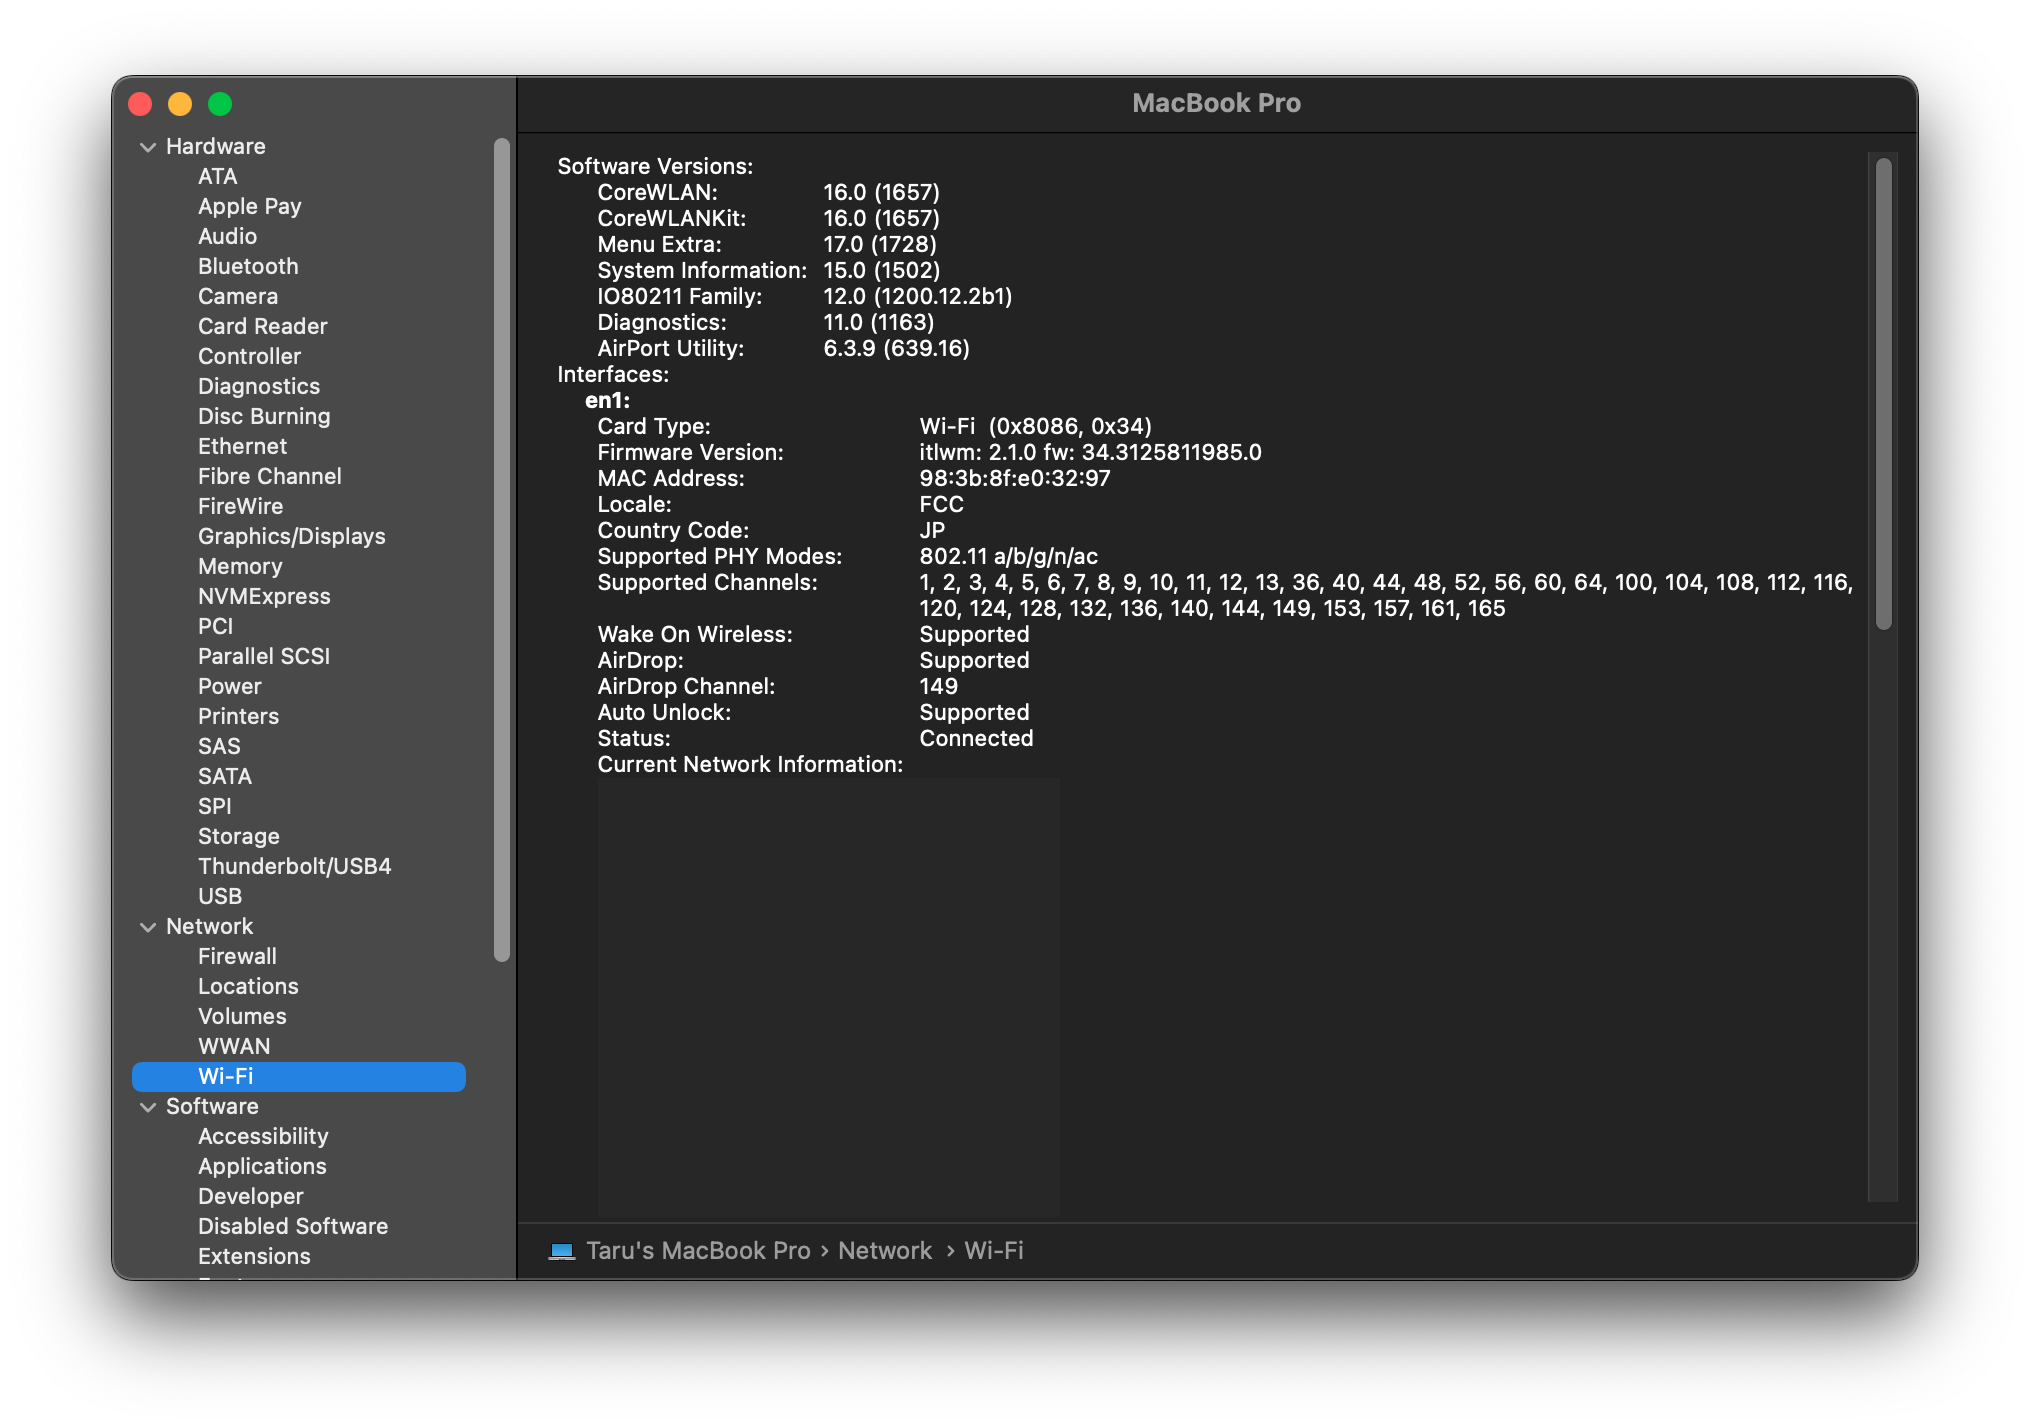 MacBook Pro
Hardware
ATA
Apple Pay
Audio
Bluetooth
Camera
Card Reader
Controller
Diagnostics
Disc Burning
Ethernet
Fibre Channel
FireWire
Graphics/Displays
Memory
NVMExpress
PCI
Parallel SCSI
Power
Printers
SAS
SATA
SPI
Storage
Thunderbolt/USB4
USB
Network
Firewall
Locations
Volumes
WWAN
Wi-Fi
Software
Accessibility
Applications
Developer
Disabled Software
Extensions
Software Versions:
CoreWLAN: 16.0 (1657)
CoreWLANKit: 16.0 (1657)
Menu Extra: 17.0 (1728)
System Information: 15.0 (1502)
IO80211 Family: 12.0 (1200.12.2b1)
Diagnostics: 11.0 (1163)
AirPort Utility: 6.3.9 (639.16)
Interfaces:
en1:
Card Type: Wi-Fi (0x8086, 0x34)
Firmware Version: itlwm: 2.1.0 fw: 34.3125811985.0
MAC Address: 98:3b:8f:e0:32:97
Locale: FCC
Country Code: JP
Supported PHY Modes: 802.11 a/b/g/n/ac
Supported Channels: 1, 2, 3, 4, 5, 6, 7, 8, 9, 10, 11, 12, 13, 36, 40, 44, 48, 52, 56, 60, 64, 100, 104, 108, 112, 116,
120, 124, 128, 132, 136, 140, 144, 149, 153, 157, 161, 165
Wake On Wireless: Supported
AirDrop: Supported
AirDrop Channel: 149
Auto Unlock: Supported
Status: Connected
Current Network Information:
Taru's MacBook Pro › Network › Wi-Fi